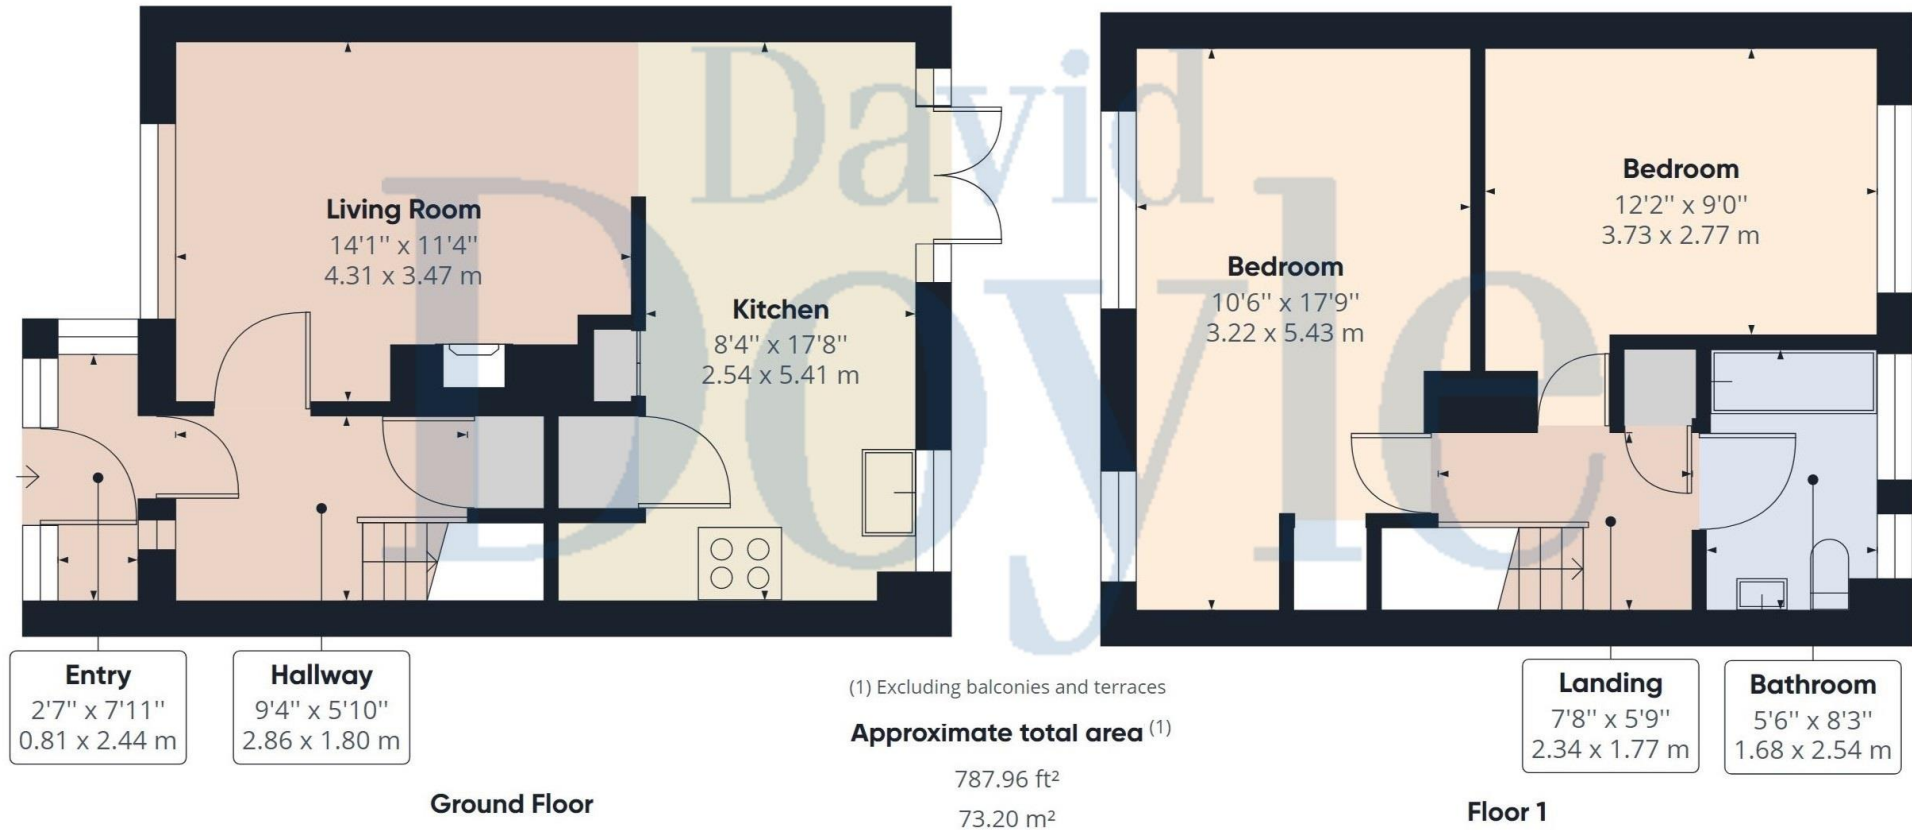 David
Doyle
Living Room
14'1'' x 11'4''
4.31 x 3.47 m
Kitchen
8'4'' x 17'8''
2.54 x 5.41 m
Bedroom
10'6'' x 17'9''
3.22 x 5.43 m
Bedroom
12'2'' x 9'0''
3.73 x 2.77 m
Entry
2'7'' x 7'11''
0.81 x 2.44 m
Hallway
9'4'' x 5'10''
2.86 x 1.80 m
Landing
7'8'' x 5'9''
2.34 x 1.77 m
Bathroom
5'6'' x 8'3''
1.68 x 2.54 m
(1) Excluding balconies and terraces
Approximate total area (1)
787.96 ft²
73.20 m²
Ground Floor
Floor 1